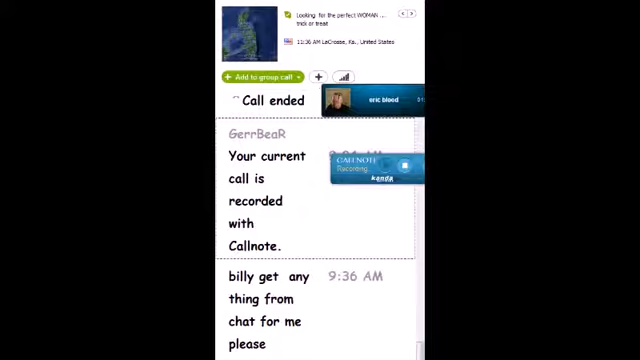 Looking for the perfect WOMAN ...
trick or treat
11:36 AM LaCrosse, Ks., United States
Add to group call
Call ended
eric blood
GerrBeaR
Your current
call is
recorded
with
Callnote.
CALLNOTE
Recording
billy get any
thing from
chat for me
please
9:36 AM